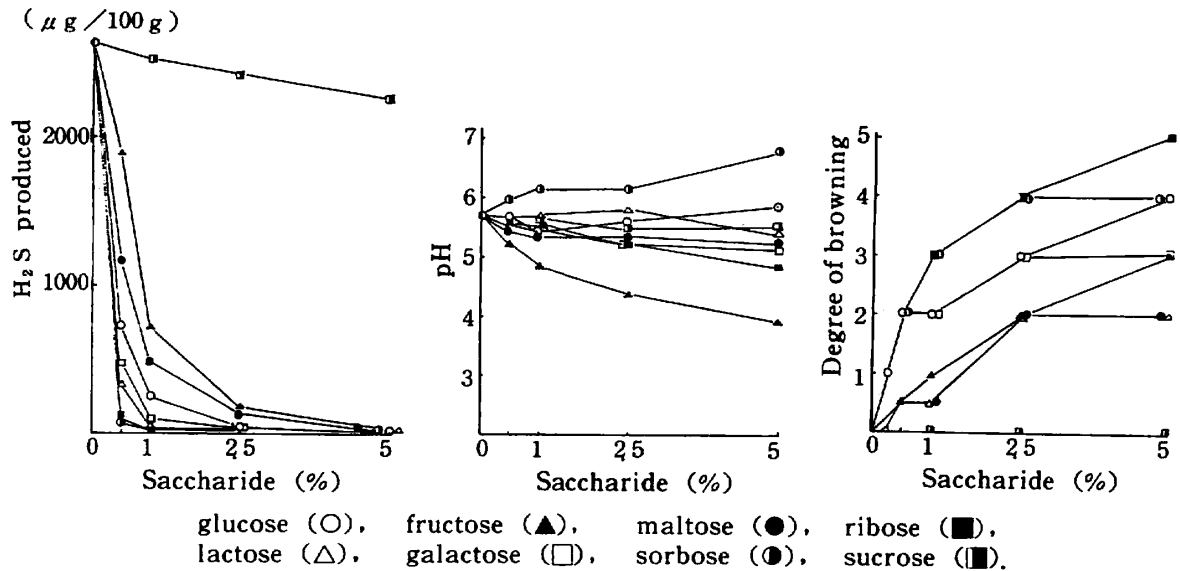 (μg/100g)
H₂S produced
2000
1000
0 1 2.5 5
Saccharide (%)
pH
7
6
5
4
3
2
0 1 2.5 5
Saccharide (%)
Degree of browning
5
4
3
2
1
0 1 2.5 5
Saccharide (%)
glucose (○), fructose (▲), maltose (●), ribose (■),
lactose (△), galactose (□), sorbose (◑), sucrose (◨).